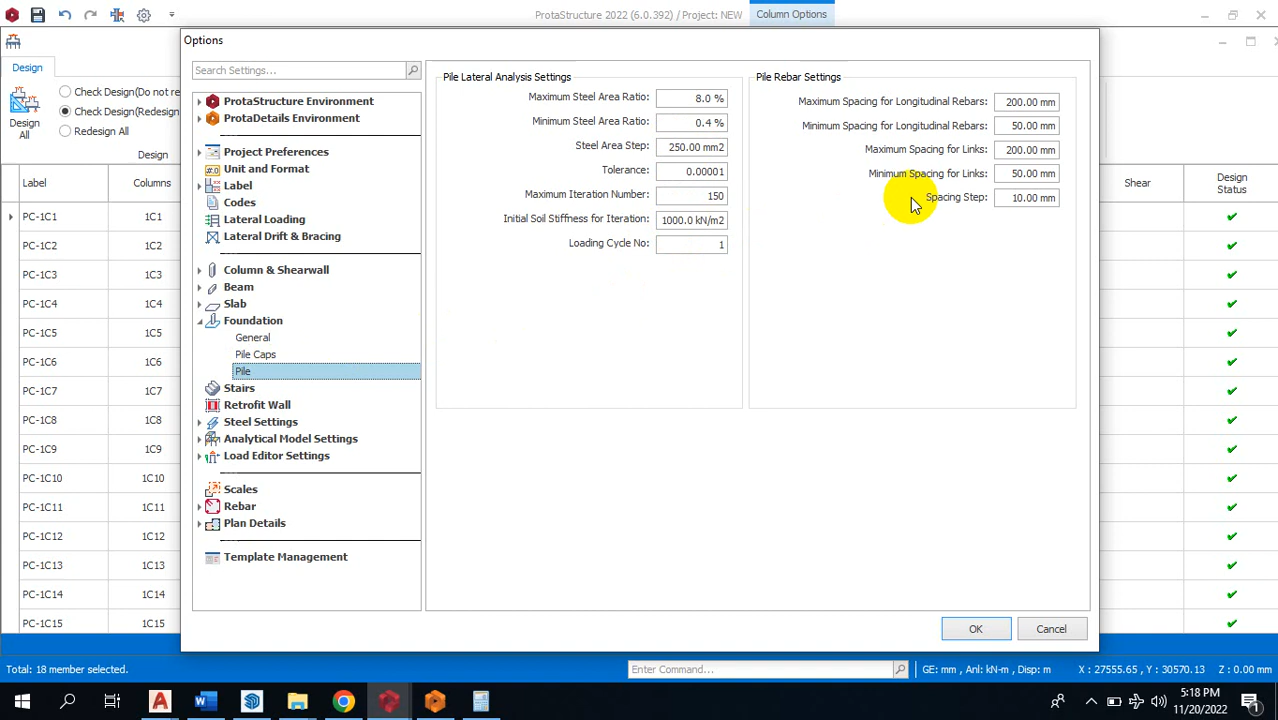 ProtaStructure 2022 (6.0.392) / Project: NEW
Column Options
Options
Design
Check Design(Do not re
Check Design(Redesign
Redesign All
Design
All
Design
Label
Columns
Shear
Design
Status
PC-1C1 1C1
PC-1C2 1C2
PC-1C3 1C3
PC-1C4 1C4
PC-1C5 1C5
PC-1C6 1C6
PC-1C7 1C7
PC-1C8 1C8
PC-1C9 1C9
PC-1C10 1C10
PC-1C11 1C11
PC-1C12 1C12
PC-1C13 1C13
PC-1C14 1C14
PC-1C15 1C15
Search Settings...
ProtaStructure Environment
ProtaDetails Environment
Project Preferences
Unit and Format
Label
Codes
Lateral Loading
Lateral Drift & Bracing
Column & Shearwall
Beam
Slab
Foundation
General
Pile Caps
Pile
Stairs
Retrofit Wall
Steel Settings
Analytical Model Settings
Load Editor Settings
Scales
Rebar
Plan Details
Template Management
Pile Lateral Analysis Settings
Maximum Steel Area Ratio: 8.0 %
Minimum Steel Area Ratio: 0.4 %
Steel Area Step: 250.00 mm2
Tolerance: 0.00001
Maximum Iteration Number: 150
Initial Soil Stiffness for Iteration: 1000.0 kN/m2
Loading Cycle No: 1
Pile Rebar Settings
Maximum Spacing for Longitudinal Rebars: 200.00 mm
Minimum Spacing for Longitudinal Rebars: 50.00 mm
Maximum Spacing for Links: 200.00 mm
Minimum Spacing for Links: 50.00 mm
Spacing Step: 10.00 mm
OK
Cancel
Total: 18 member selected.
Enter Command...
GE: mm , Anl: kN-m , Disp: m
X : 27555.65 , Y : 30570.13
Z : 0.00 mm
5:18 PM
11/20/2022